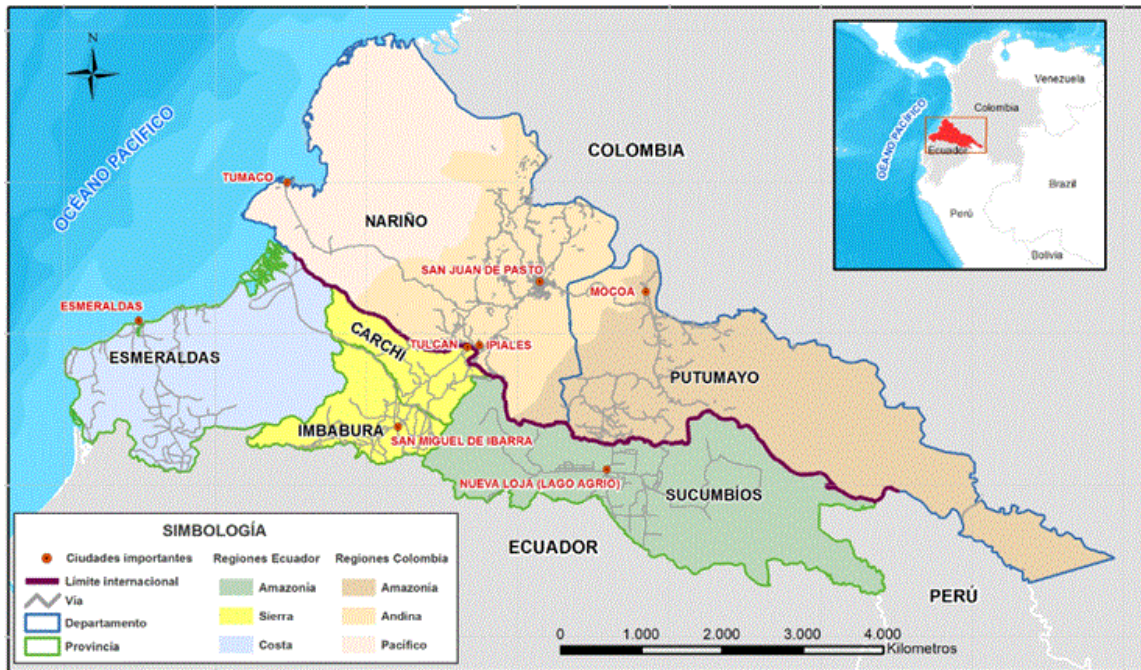 N
OCÉANO PACÍFICO
COLOMBIA
TUMACO
NARIÑO
SAN JUAN DE PASTO
MOCOA
ESMERALDAS
ESMERALDAS
CARCHI
TULCAN
IPIALES
PUTUMAYO
IMBABURA
SAN MIGUEL DE IBARRA
NUEVA LOJA (LAGO AGRIO)
SUCUMBÍOS
ECUADOR
PERÚ
Venezuela
Colombia
OÉANO PACÍFICO
Ecuador
Brazil
Perú
Bolivia
SIMBOLOGÍA
Ciudades importantes
Límite internacional
Vía
Departamento
Provincia
Regiones Ecuador
Amazonía
Sierra
Costa
Regiones Colombia
Amazonía
Andina
Pacífico
0 1.000 2.000 3.000 4.000
Kilometros